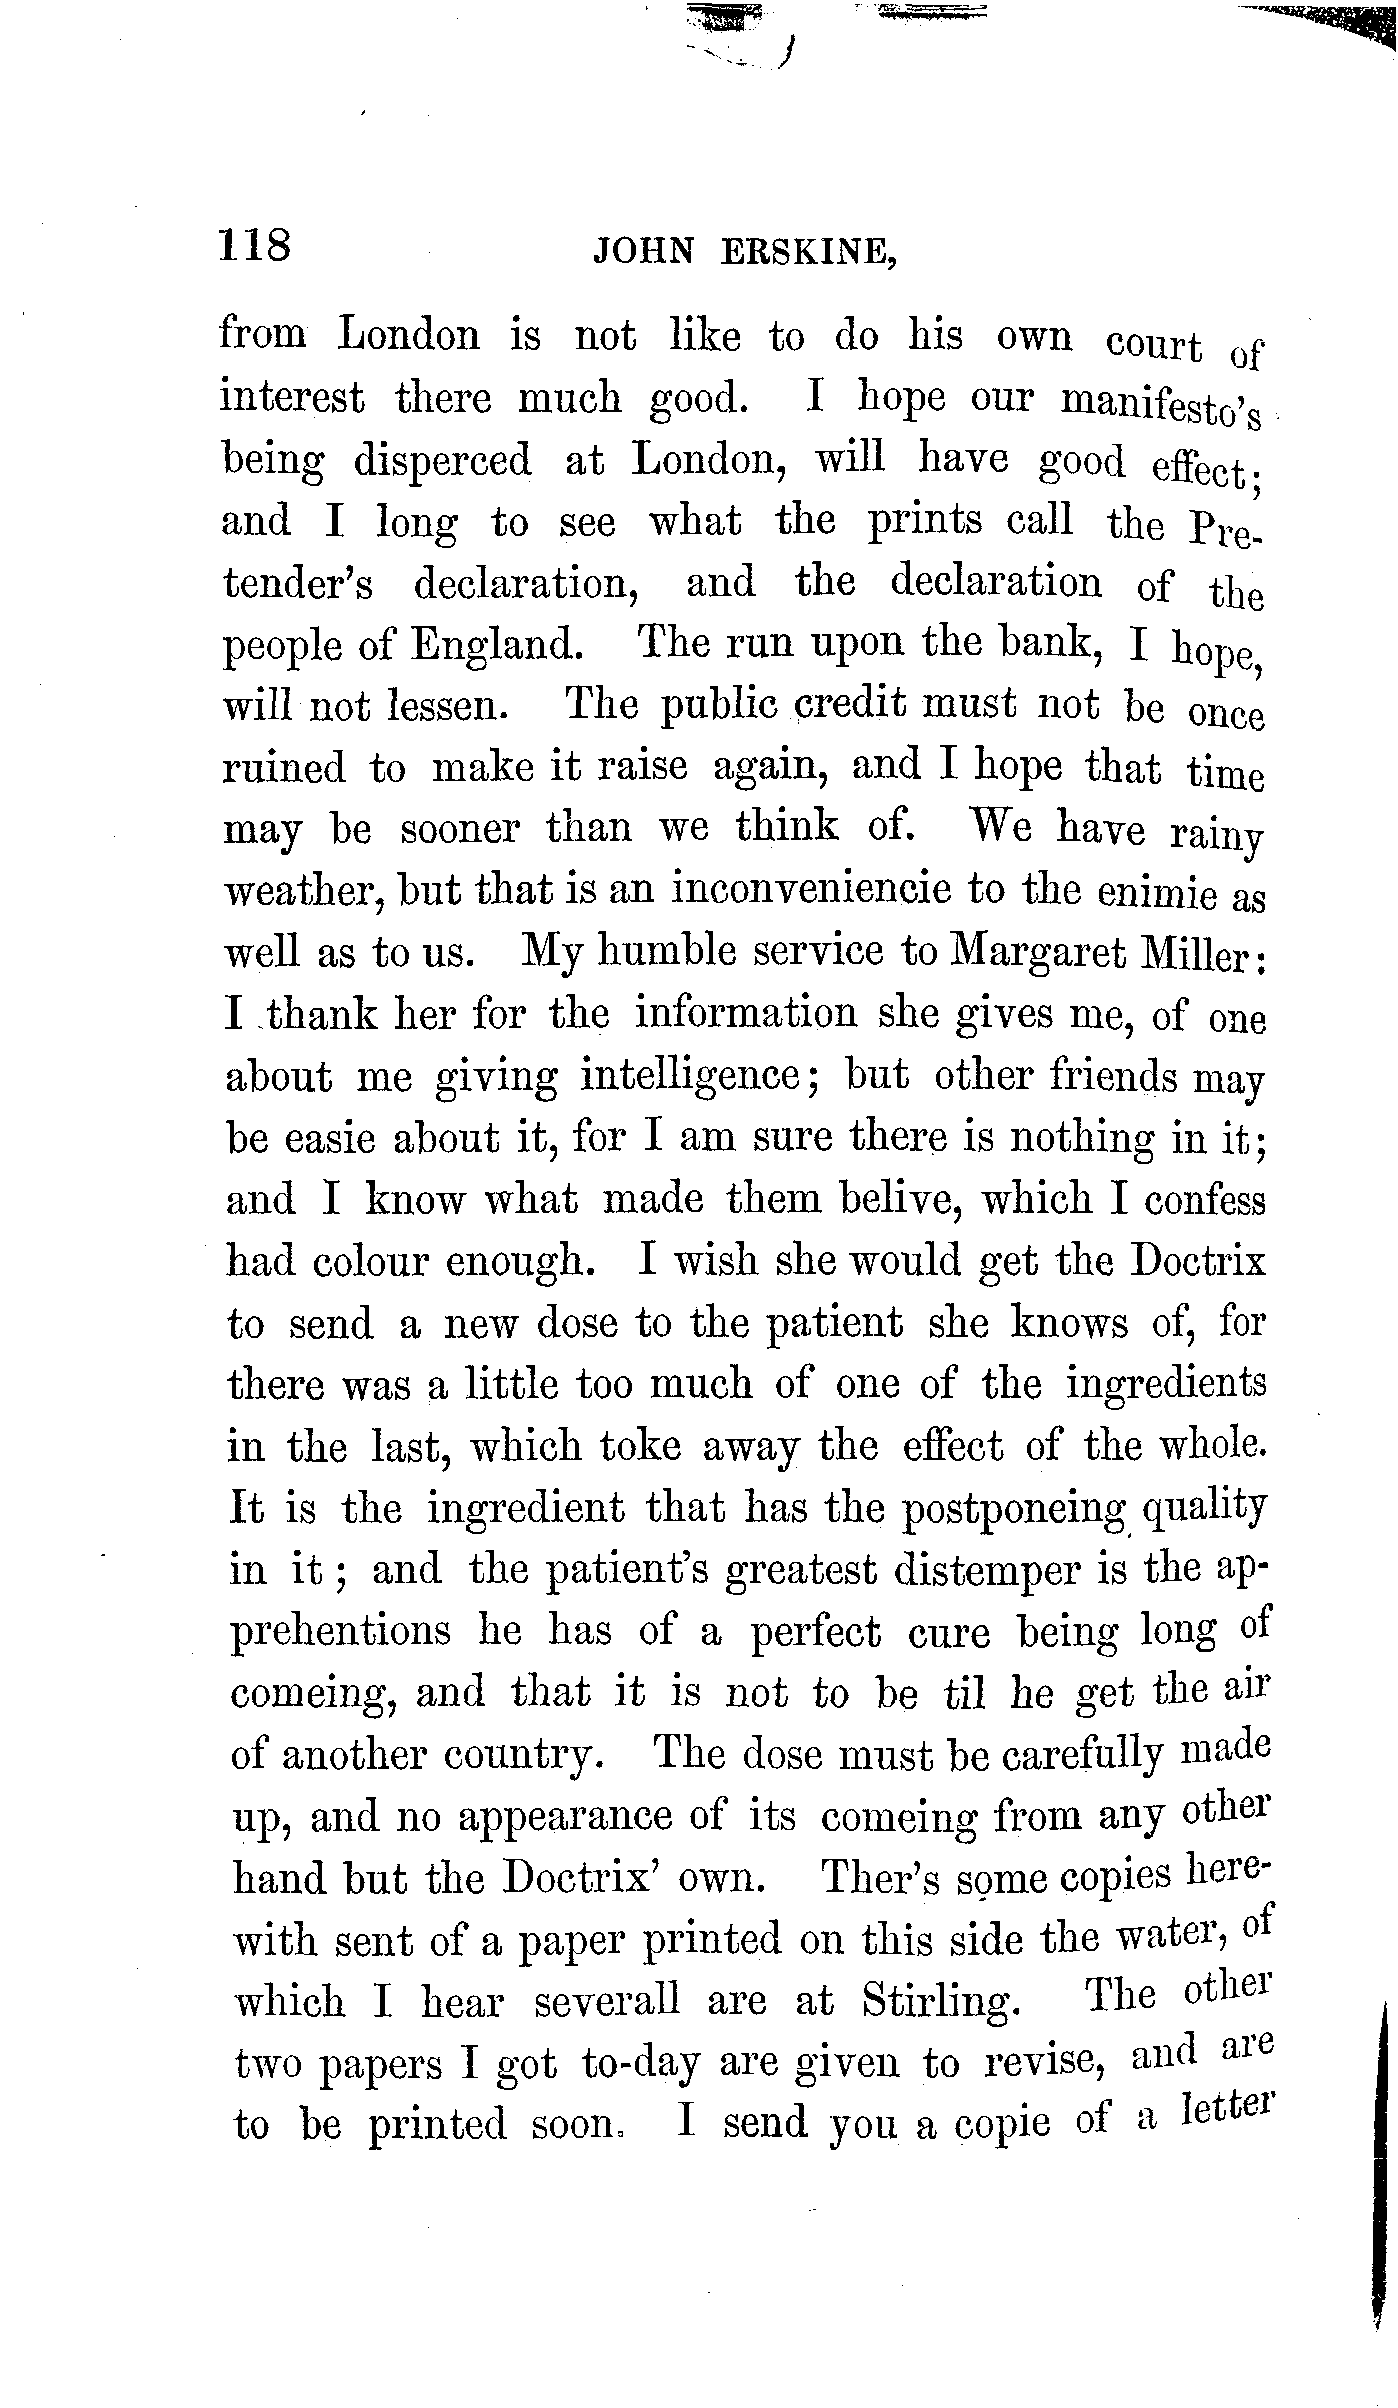 118 JOHN ERSKINE,
from London is not like to do his own court of
interest there much good. I hope our manifesto's
being disperced at London, will have good effect;
and I long to see what the prints call the Pre-
tender's declaration, and the declaration of the
people of England. The run upon the bank, I hope,
will not lessen. The public credit must not be once
ruined to make it raise again, and I hope that time
may be sooner than we think of. We have rainy
weather, but that is an inconveniencie to the enimie as
well as to us. My humble service to Margaret Miller:
I thank her for the information she gives me, of one
about me giving intelligence; but other friends may
be easie about it, for I am sure there is nothing in it;
and I know what made them belive, which I confess
had colour enough. I wish she would get the Doctrix
to send a new dose to the patient she knows of, for
there was a little too much of one of the ingredients
in the last, which toke away the effect of the whole.
It is the ingredient that has the postponeing quality
in it; and the patient's greatest distemper is the ap-
prehentions he has of a perfect cure being long of
comeing, and that it is not to be til he get the air
of another country. The dose must be carefully made
up, and no appearance of its comeing from any other
hand but the Doctrix' own. Ther's some copies here-
with sent of a paper printed on this side the water, of
which I hear severall are at Stirling. The other
two papers I got to-day are given to revise, and are
to be printed soon. I send you a copie of a letter